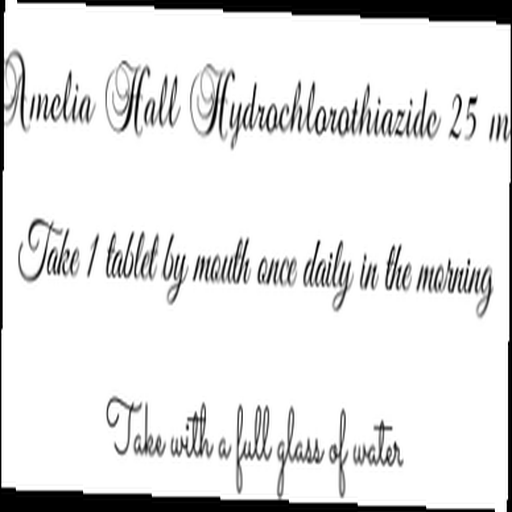 Amelia Hall Hydrochlorothiazide 25 m
Take 1 tablet by mouth once daily in the morning
Take with a full glass of water